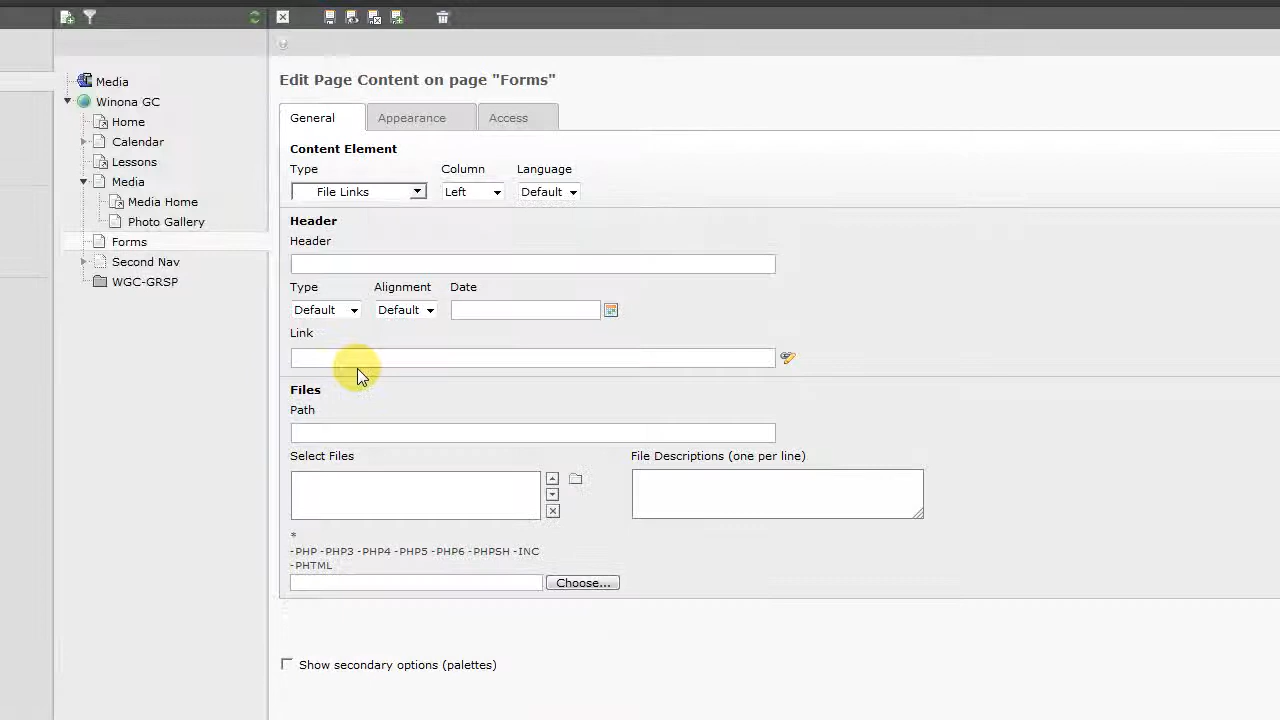 Media
Winona GC
Home
Calendar
Lessons
Media
Media Home
Photo Gallery
Forms
Second Nav
WGC-GRSP
Edit Page Content on page "Forms"
General Appearance Access
Content Element
Type Column Language
File Links Left Default
Header
Header
Type Alignment Date
Default Default
Link
Files
Path
Select Files File Descriptions (one per line)
*
-PHP -PHP3 -PHP4 -PHP5 -PHP6 -PHPSH -INC
-PHTML
Choose...
Show secondary options (palettes)